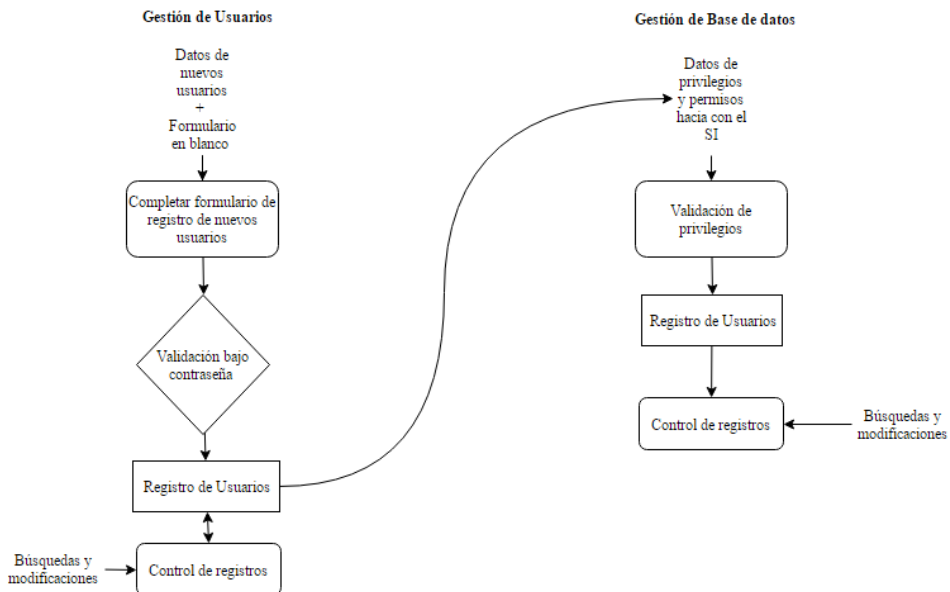 Gestión de Usuarios
Datos de
nuevos
usuarios
+
Formulario
en blanco
Completar formulario de
registro de nuevos
usuarios
Validación bajo
contraseña
Registro de Usuarios
Búsquedas y
modificaciones
Control de registros
Gestión de Base de datos
Datos de
privilegios
y permisos
hacia con el
SI
Validación de
privilegios
Registro de Usuarios
Control de registros
Búsquedas y
modificaciones